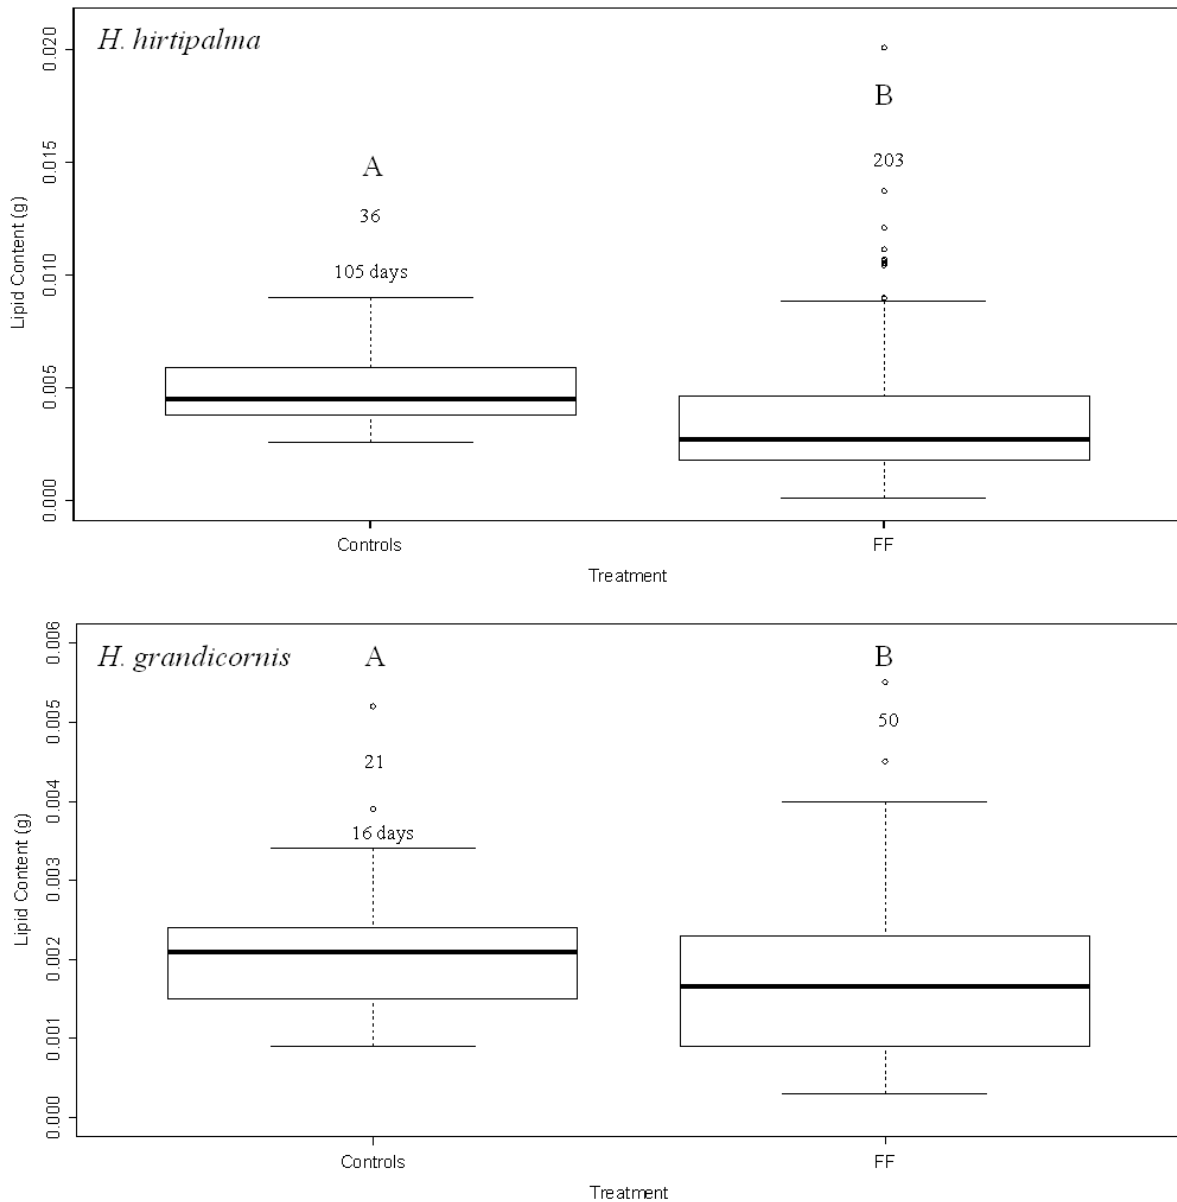 H. hirtipalma
B
A
203
36
105 days
Lipid Content (g)
0.020
0.015
0.010
0.005
0.000
Controls
FF
Treatment
H. grandicornis
A
B
50
21
16 days
Lipid Content (g)
0.006
0.005
0.004
0.003
0.002
0.001
0.000
Controls
FF
Treatment